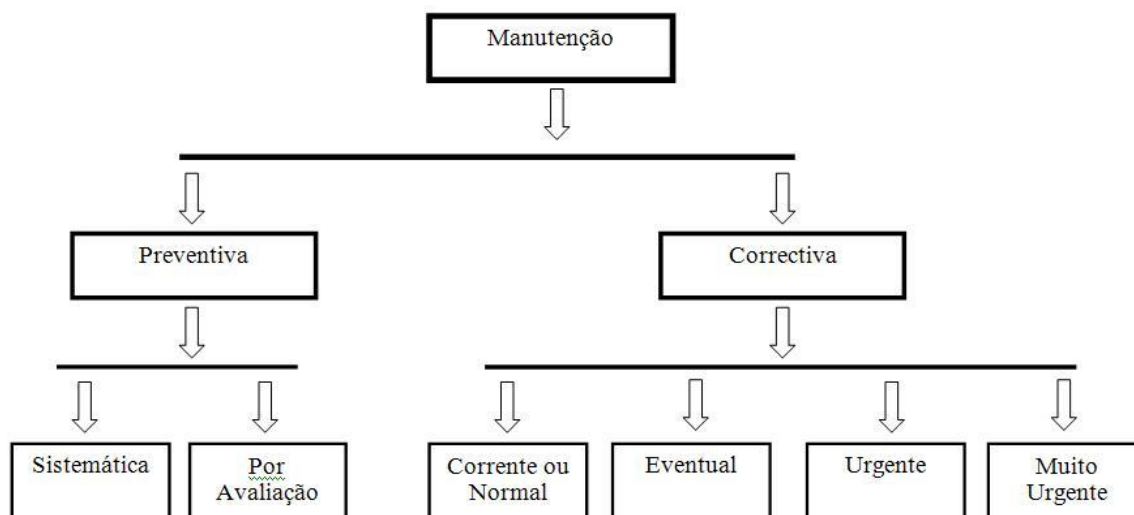 Manutenção
Preventiva
Correctiva
Sistemática
Por
Avaliação
Corrente ou
Normal
Eventual
Urgente
Muito
Urgente